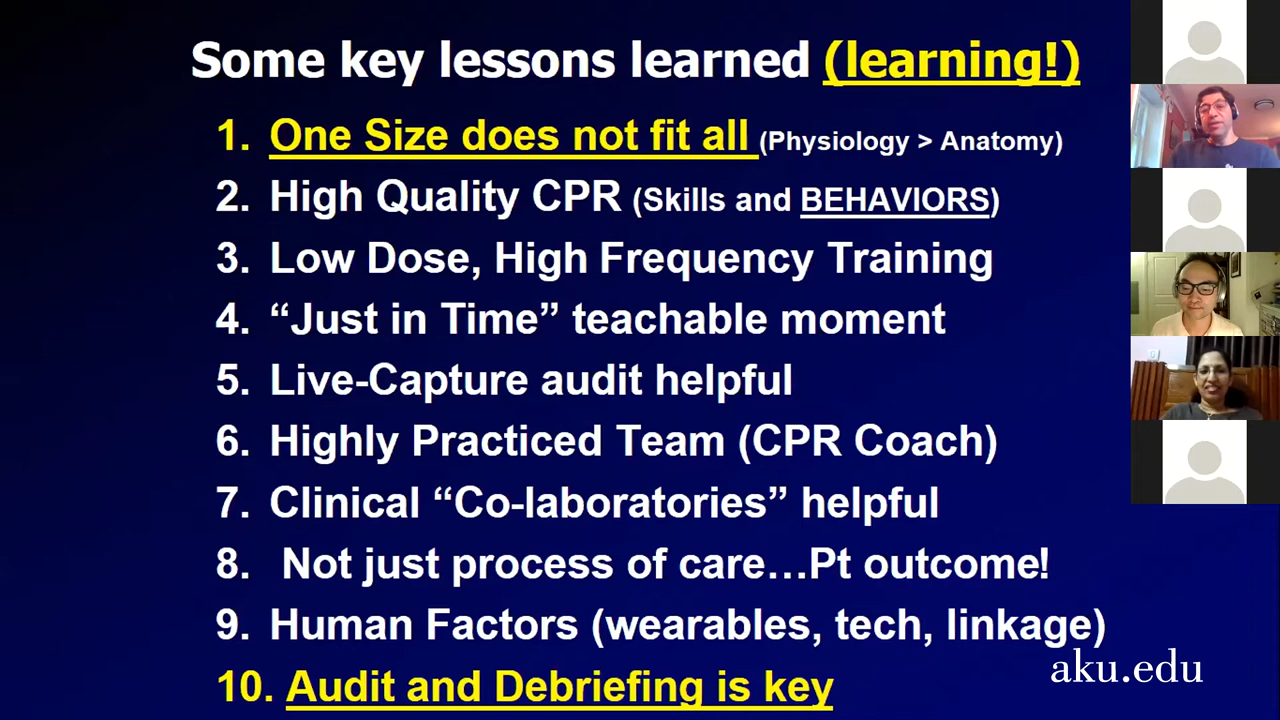 Some key lessons learned (learning!)
1. One Size does not fit all (Physiology > Anatomy)
2. High Quality CPR (Skills and BEHAVIORS)
3. Low Dose, High Frequency Training
4. “Just in Time” teachable moment
5. Live-Capture audit helpful
6. Highly Practiced Team (CPR Coach)
7. Clinical “Co-laboratories” helpful
8. Not just process of care…Pt outcome!
9. Human Factors (wearables, tech, linkage)
10. Audit and Debriefing is key
aku.edu